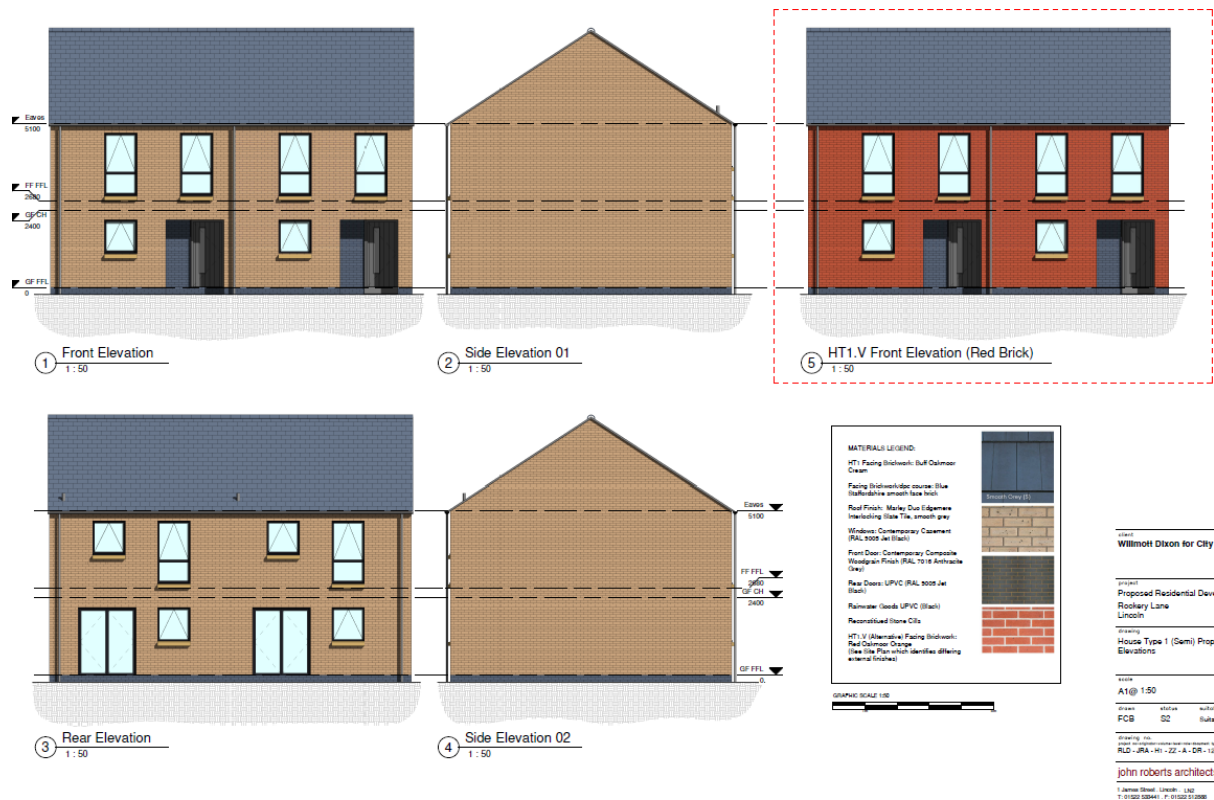 Eaves
5100
FF FFL
2680
GF CH
2400
GF FFL
0
1 Front Elevation
1 : 50
2 Side Elevation 01
1 : 50
5 HT1.V Front Elevation (Red Brick)
1 : 50
3 Rear Elevation
1 : 50
4 Side Elevation 02
1 : 50
Eaves
5100
FF FFL
2680
GF CH
2400
GF FFL
0.
MATERIALS LEGEND:
HT1 Facing Brickwork: Buff Oakmoor
Cream
Facing Brickwork/dpc course: Blue
Staffordshire smooth face brick
Roof Finish: Marley Duo Edgemere
Interlocking Slate Tile, smooth grey
Windows: Contemporary Casement
(RAL 9005 Jet Black)
Front Door: Contemporary Composite
Woodgrain Finish (RAL 7016 Anthracite
Grey)
Rear Doors: UPVC (RAL 9005 Jet
Black)
Rainwater Goods UPVC (Black)
Reconstituted Stone Cills
HT1.V (Alternative) Facing Brickwork:
Red Oakmoor Orange
(See Site Plan which identifies differing
external finishes)
Smooth Grey (S)
GRAPHIC SCALE 1:50
client
Willmott Dixon for City
project
Proposed Residential Deve
Rookery Lane
Lincoln
drawing
House Type 1 (Semi) Prop
Elevations
scale
A1@ 1:50
drawn status
FCB S2
drawing no.
RLD - JRA - H1 - ZZ - A - DR - 12
john roberts architect
1 James Street . Lincoln . LN2